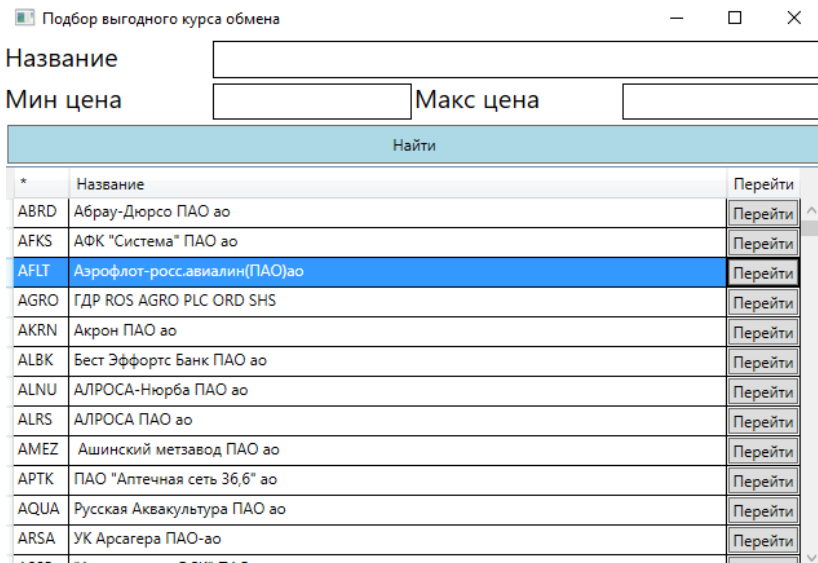 Подбор выгодного курса обмена
Название
Мин цена Макс цена
Найти
* Название Перейти
ABRD Абрау-Дюрсо ПАО ао Перейти
AFKS АФК "Система" ПАО ао Перейти
AFLT Аэрофлот-росс.авиалин(ПАО)ао Перейти
AGRO ГДР ROS AGRO PLC ORD SHS Перейти
AKRN Акрон ПАО ао Перейти
ALBK Бест Эффортс Банк ПАО ао Перейти
ALNU АЛРОСА-Нюрба ПАО ао Перейти
ALRS АЛРОСА ПАО ао Перейти
AMEZ Ашинский метзавод ПАО ао Перейти
APTK ПАО "Аптечная сеть 36,6" ао Перейти
AQUA Русская Аквакультура ПАО ао Перейти
ARSA УК Арсагера ПАО-ао Перейти